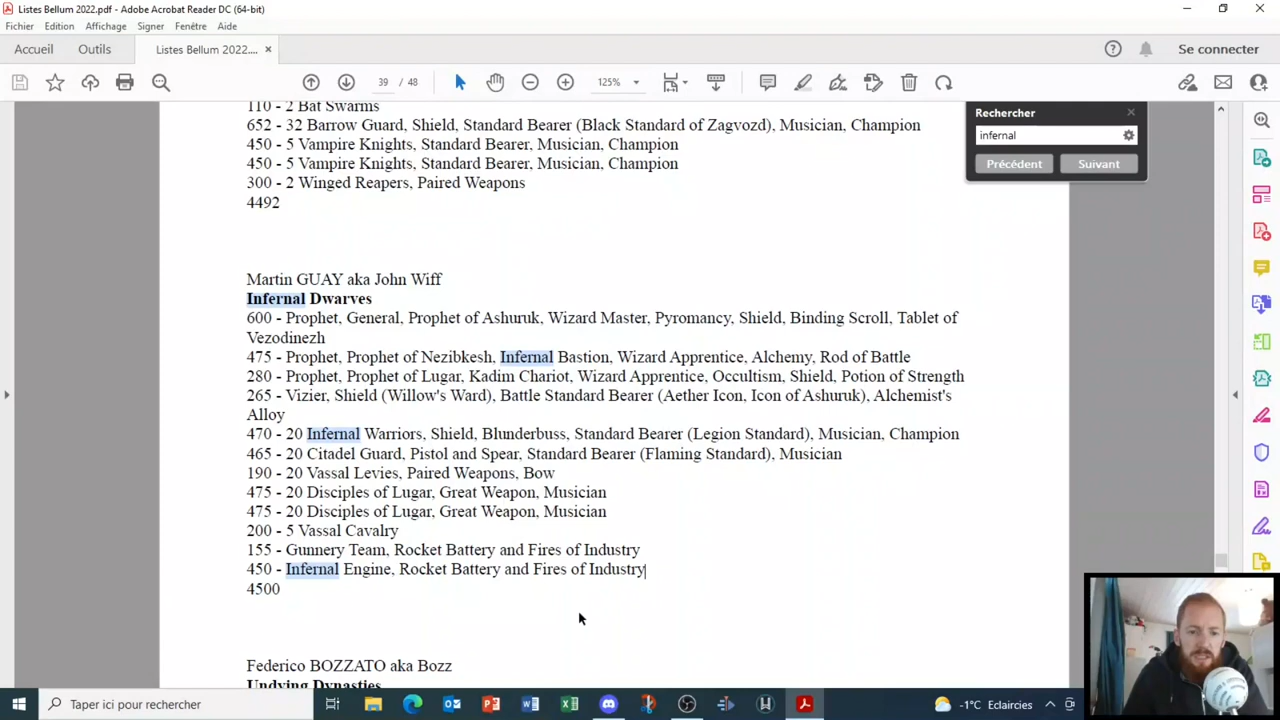 Listes Bellum 2022.pdf - Adobe Acrobat Reader DC (64-bit)
Fichier Edition Affichage Signer Fenêtre Aide
Accueil Outils Listes Bellum 2022.... × Se connecter
39 / 48 125%
Rechercher
infernal
Précédent Suivant
110 - 2 Bat Swarms
652 - 32 Barrow Guard, Shield, Standard Bearer (Black Standard of Zagvozd), Musician, Champion
450 - 5 Vampire Knights, Standard Bearer, Musician, Champion
450 - 5 Vampire Knights, Standard Bearer, Musician, Champion
300 - 2 Winged Reapers, Paired Weapons
4492
Martin GUAY aka John Wiff
Infernal Dwarves
600 - Prophet, General, Prophet of Ashuruk, Wizard Master, Pyromancy, Shield, Binding Scroll, Tablet of
Vezodinezh
475 - Prophet, Prophet of Nezibkesh, Infernal Bastion, Wizard Apprentice, Alchemy, Rod of Battle
280 - Prophet, Prophet of Lugar, Kadim Chariot, Wizard Apprentice, Occultism, Shield, Potion of Strength
265 - Vizier, Shield (Willow's Ward), Battle Standard Bearer (Aether Icon, Icon of Ashuruk), Alchemist's
Alloy
470 - 20 Infernal Warriors, Shield, Blunderbuss, Standard Bearer (Legion Standard), Musician, Champion
465 - 20 Citadel Guard, Pistol and Spear, Standard Bearer (Flaming Standard), Musician
190 - 20 Vassal Levies, Paired Weapons, Bow
475 - 20 Disciples of Lugar, Great Weapon, Musician
475 - 20 Disciples of Lugar, Great Weapon, Musician
200 - 5 Vassal Cavalry
155 - Gunnery Team, Rocket Battery and Fires of Industry
450 - Infernal Engine, Rocket Battery and Fires of Industry
4500
Federico BOZZATO aka Bozz
Undying Dynasties
Taper ici pour rechercher
-1°C Eclaircies